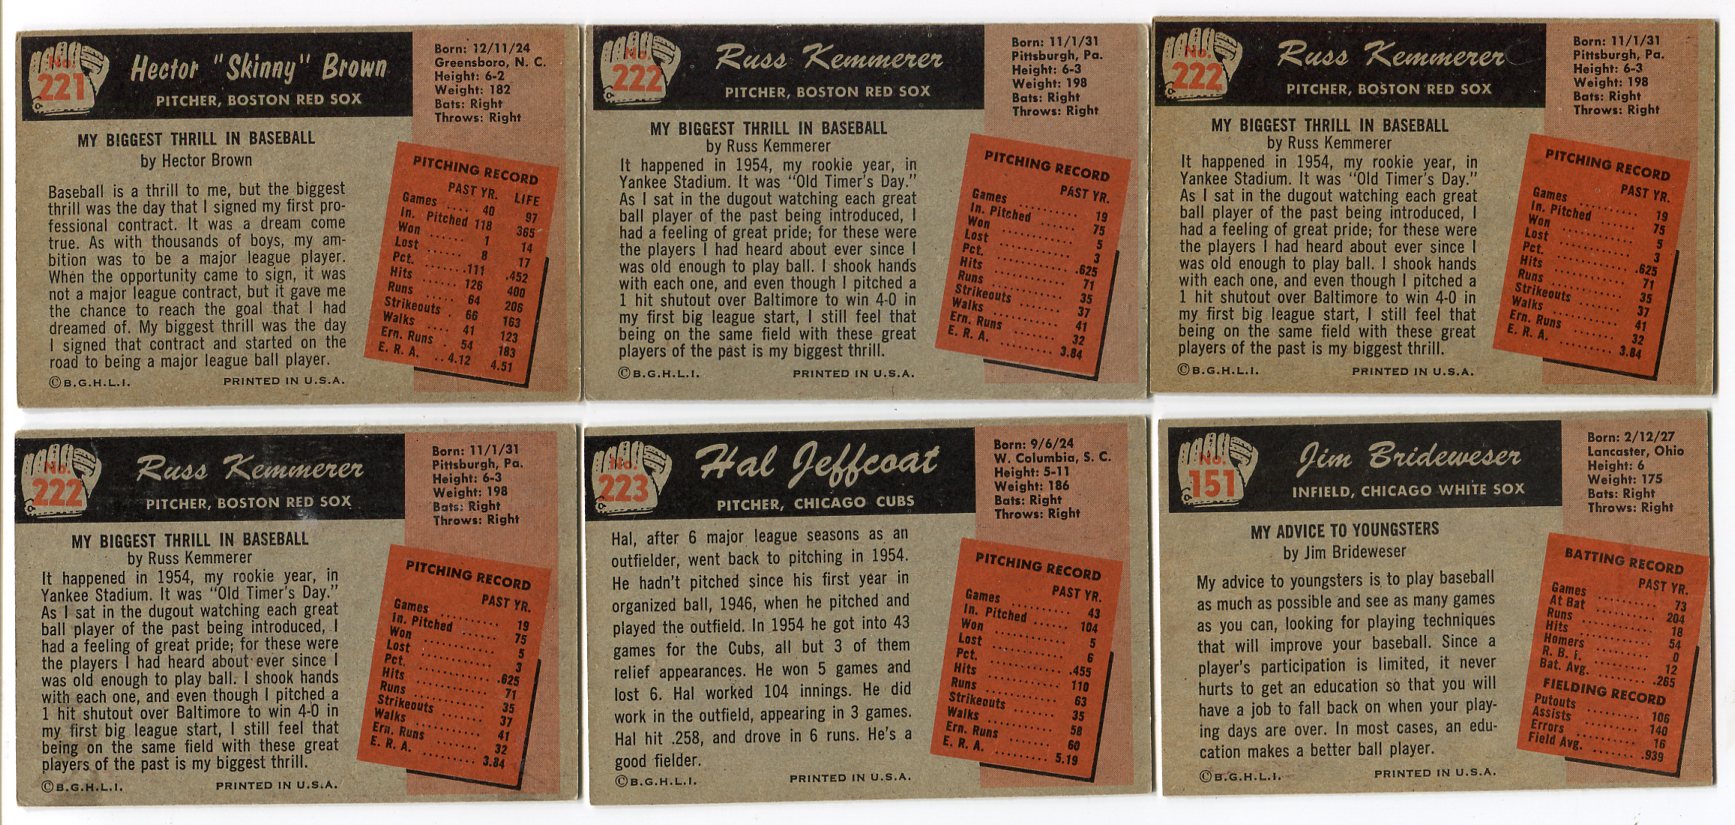 No. 221
Hector "Skinny" Brown
PITCHER, BOSTON RED SOX
Born: 12/11/24
Greensboro, N. C.
Height: 6-2
Weight: 182
Bats: Right
Throws: Right
MY BIGGEST THRILL IN BASEBALL
by Hector Brown
Baseball is a thrill to me, but the biggest
thrill was the day that I signed my first pro-
fessional contract. It was a dream come
true. As with thousands of boys, my am-
bition was to be a major league player.
When the opportunity came to sign, it was
not a major league contract, but it gave me
the chance to reach the goal that I had
dreamed of. My biggest thrill was the day
I signed that contract and started on the
road to being a major league ball player.
PITCHING RECORD
PAST YR. LIFE
Games 40 97
In. Pitched 118 365
Won ...... 1 14
Lost ...... 8 17
Pct. ...... .111 .452
Hits 126 400
Runs 64 206
Strikeouts 66 163
Walks 41 123
Ern. Runs 54 183
E. R. A. ..4.12 4.51
©B.G.H.L.I. PRINTED IN U.S.A.
No. 222
Russ Kemmerer
PITCHER, BOSTON RED SOX
Born: 11/1/31
Pittsburgh, Pa.
Height: 6-3
Weight: 198
Bats: Right
Throws: Right
MY BIGGEST THRILL IN BASEBALL
by Russ Kemmerer
It happened in 1954, my rookie year, in
Yankee Stadium. It was "Old Timer's Day."
As I sat in the dugout watching each great
ball player of the past being introduced, I
had a feeling of great pride; for these were
the players I had heard about ever since I
was old enough to play ball. I shook hands
with each one, and even though I pitched a
1 hit shutout over Baltimore to win 4-0 in
my first big league start, I still feel that
being on the same field with these great
players of the past is my biggest thrill.
PITCHING RECORD
PAST YR.
Games ......... 19
In. Pitched ...... 75
Won ......... 5
Lost ......... 3
Pct. ......... .625
Hits ......... 71
Runs ......... 35
Strikeouts ...... 37
Walks ......... 41
Ern. Runs ...... 32
E. R. A. ......... 3.84
©B.G.H.L.I. PRINTED IN U.S.A.
No. 222
Russ Kemmerer
PITCHER, BOSTON RED SOX
Born: 11/1/31
Pittsburgh, Pa.
Height: 6-3
Weight: 198
Bats: Right
Throws: Right
MY BIGGEST THRILL IN BASEBALL
by Russ Kemmerer
It happened in 1954, my rookie year, in
Yankee Stadium. It was "Old Timer's Day."
As I sat in the dugout watching each great
ball player of the past being introduced, I
had a feeling of great pride; for these were
the players I had heard about ever since I
was old enough to play ball. I shook hands
with each one, and even though I pitched a
1 hit shutout over Baltimore to win 4-0 in
my first big league start, I still feel that
being on the same field with these great
players of the past is my biggest thrill.
PITCHING RECORD
PAST YR.
Games ......... 19
In. Pitched ...... 75
Won ......... 5
Lost ......... 3
Pct. ......... .625
Hits ......... 71
Runs ......... 35
Strikeouts ...... 37
Walks ......... 41
Ern. Runs ...... 32
E. R. A. ......... 3.84
©B.G.H.L.I. PRINTED IN U.S.A.
No. 222
Russ Kemmerer
PITCHER, BOSTON RED SOX
Born: 11/1/31
Pittsburgh, Pa.
Height: 6-3
Weight: 198
Bats: Right
Throws: Right
MY BIGGEST THRILL IN BASEBALL
by Russ Kemmerer
It happened in 1954, my rookie year, in
Yankee Stadium. It was "Old Timer's Day."
As I sat in the dugout watching each great
ball player of the past being introduced, I
had a feeling of great pride; for these were
the players I had heard about ever since I
was old enough to play ball. I shook hands
with each one, and even though I pitched a
1 hit shutout over Baltimore to win 4-0 in
my first big league start, I still feel that
being on the same field with these great
players of the past is my biggest thrill.
PITCHING RECORD
PAST YR.
Games ......... 19
In. Pitched ...... 75
Won ......... 5
Lost ......... 3
Pct. ......... .625
Hits ......... 71
Runs ......... 35
Strikeouts ...... 37
Walks ......... 41
Ern. Runs ...... 32
E. R. A. ......... 3.84
©B.G.H.L.I. PRINTED IN U.S.A.
No. 223
Hal Jeffcoat
PITCHER, CHICAGO CUBS
Born: 9/6/24
W. Columbia, S. C.
Height: 5-11
Weight: 186
Bats: Right
Throws: Right
Hal, after 6 major league seasons as an
outfielder, went back to pitching in 1954.
He hadn't pitched since his first year in
organized ball, 1946, when he pitched and
played the outfield. In 1954 he got into 43
games for the Cubs, all but 3 of them
relief appearances. He won 5 games and
lost 6. Hal worked 104 innings. He did
work in the outfield, appearing in 3 games.
Hal hit .258, and drove in 6 runs. He's a
good fielder.
PITCHING RECORD
PAST YR.
Games ......... 43
In. Pitched ...... 104
Won ......... 5
Lost ......... 6
Pct. ......... .455
Hits ......... 110
Runs ......... 63
Strikeouts ...... 35
Walks ......... 58
Ern. Runs ...... 60
E. R. A. ......... 5.19
©B.G.H.L.I. PRINTED IN U.S.A.
No. 151
Jim Brideweser
INFIELD, CHICAGO WHITE SOX
Born: 2/12/27
Lancaster, Ohio
Height: 6
Weight: 175
Bats: Right
Throws: Right
MY ADVICE TO YOUNGSTERS
by Jim Brideweser
My advice to youngsters is to play baseball
as much as possible and see as many games
as you can, looking for playing techniques
that will improve your baseball. Since a
player's participation is limited, it never
hurts to get an education so that you will
have a job to fall back on when your play-
ing days are over. In most cases, an edu-
cation makes a better ball player.
BATTING RECORD
PAST YR.
Games ......... 73
At Bat ......... 204
Runs ......... 18
Hits ......... 54
Homers ......... 0
R. B. I. ......... 12
Bat. Avg. ...... .265
FIELDING RECORD
Putouts ......... 106
Assists ......... 140
Errors ......... 16
Field Avg. ...... .939
©B.G.H.L.I. PRINTED IN U.S.A.